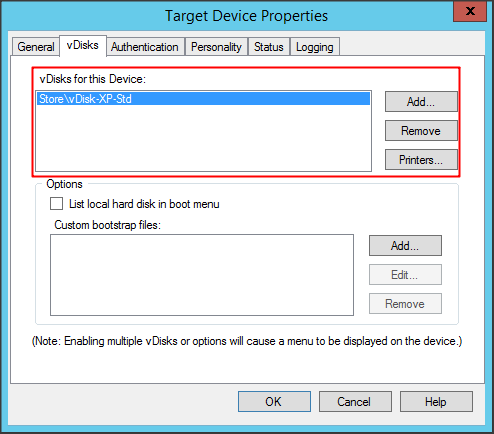 Target Device Properties
x
General vDisks Authentication Personality Status Logging
vDisks for this Device:
Store\vDisk-XP-Std
Add...
Remove
Printers...
Options
List local hard disk in boot menu
Custom bootstrap files:
Add...
Edit...
Remove
(Note: Enabling multiple vDisks or options will cause a menu to be displayed on the device.)
OK Cancel Help